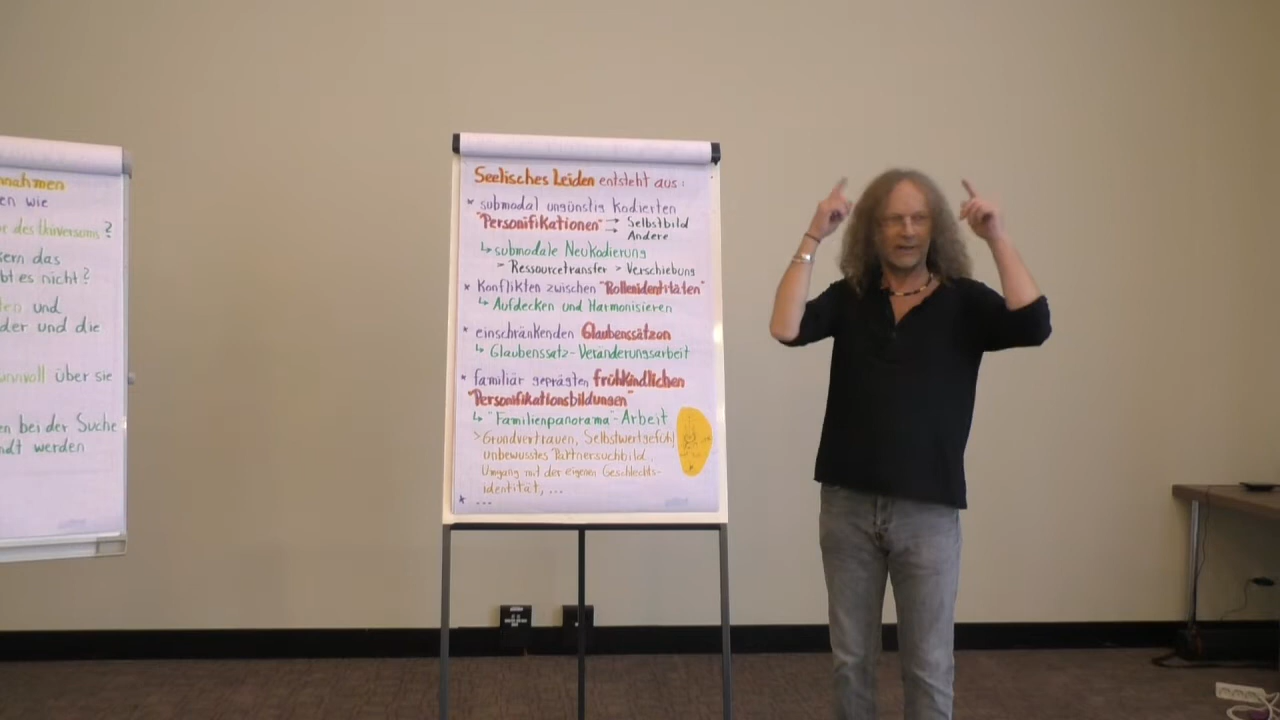 nahmen
en wie
e des Universums?
ern das
bt es nicht?
ten und
der und die
unvoll über sie
en bei der Suche
ndt werden
Seelisches Leiden entsteht aus:
* submodal ungünstig kodierten
"Personifikationen" → Selbstbild
→ Andere
↳ submodale Neukodierung
> Ressourcetransfer > Verschiebung
* Konflikten zwischen "Rollenidentitäten"
↳ Aufdecken und Harmonisieren
* einschränkenden Glaubenssätzen
↳ Glaubenssatz-Veränderungsarbeit
* familiär geprägten frühkindlichen
"Personifikationsbildungen"
↳ "Familienpanorama"-Arbeit
> Grundvertrauen, Selbstwertgefühl
unbewusstes Partnersuchbild,
Umgang mit der eigenen Geschlechts-
identität, ...
* ...